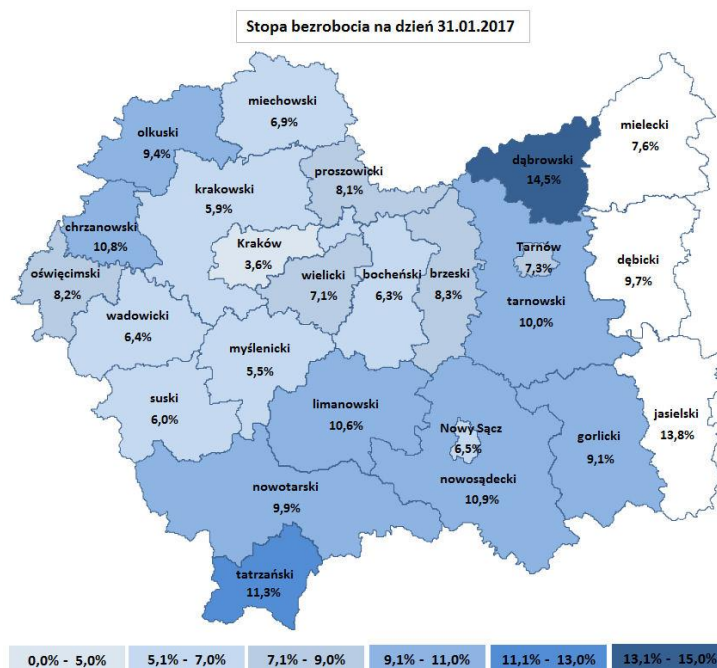 Stopa bezrobocia na dzień 31.01.2017
miechowski
6,9%
olkuski
9,4%
mielecki
7,6%
dąbrowski
14,5%
proszowicki
8,1%
krakowski
5,9%
chrzanowski
10,8%
Kraków
3,6%
Tarnów
7,3%
dębicki
9,7%
oświęcimski
8,2%
wielicki
7,1%
bocheński
6,3%
brzeski
8,3%
tarnowski
10,0%
wadowicki
6,4%
myślenicki
5,5%
suski
6,0%
limanowski
10,6%
Nowy Sącz
6,5%
gorlicki
9,1%
jasielski
13,8%
nowosądecki
10,9%
nowotarski
9,9%
tatrzański
11,3%
0,0% - 5,0%
5,1% - 7,0%
7,1% - 9,0%
9,1% - 11,0%
11,1% - 13,0%
13,1% - 15,0%